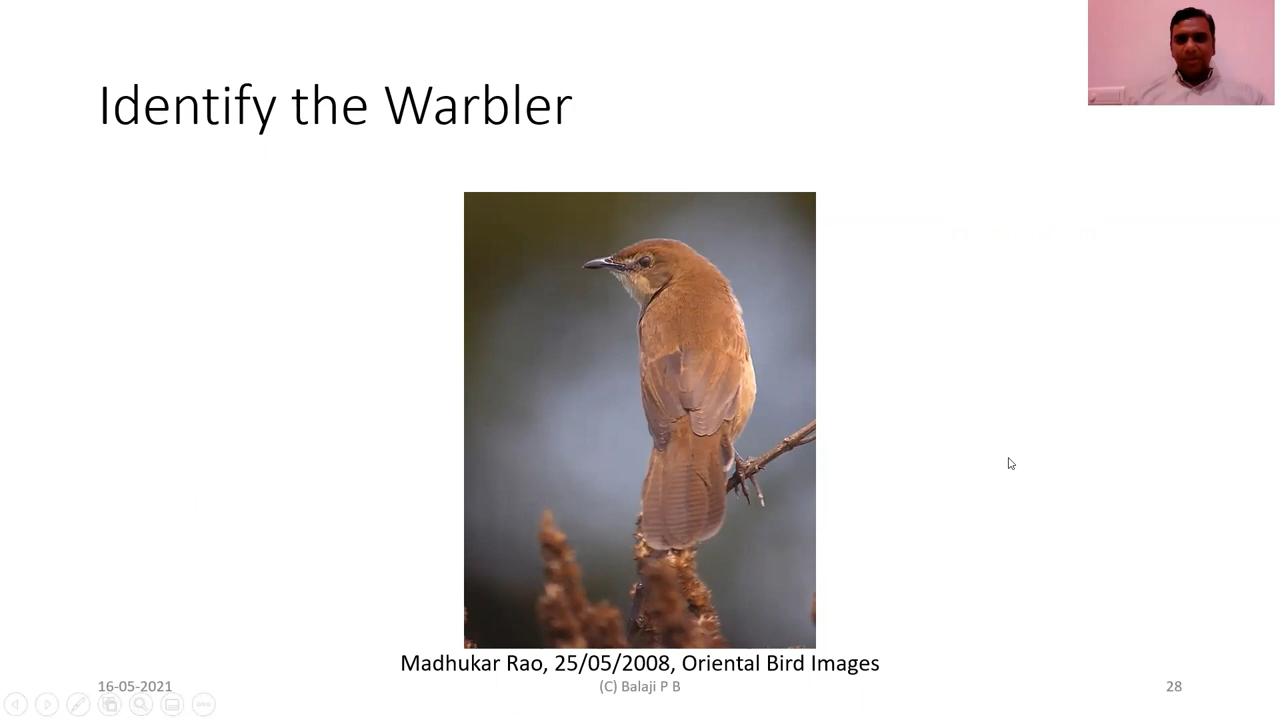 Identify the Warbler
Madhukar Rao, 25/05/2008, Oriental Bird Images
16-05-2021
(C) Balaji P B
28